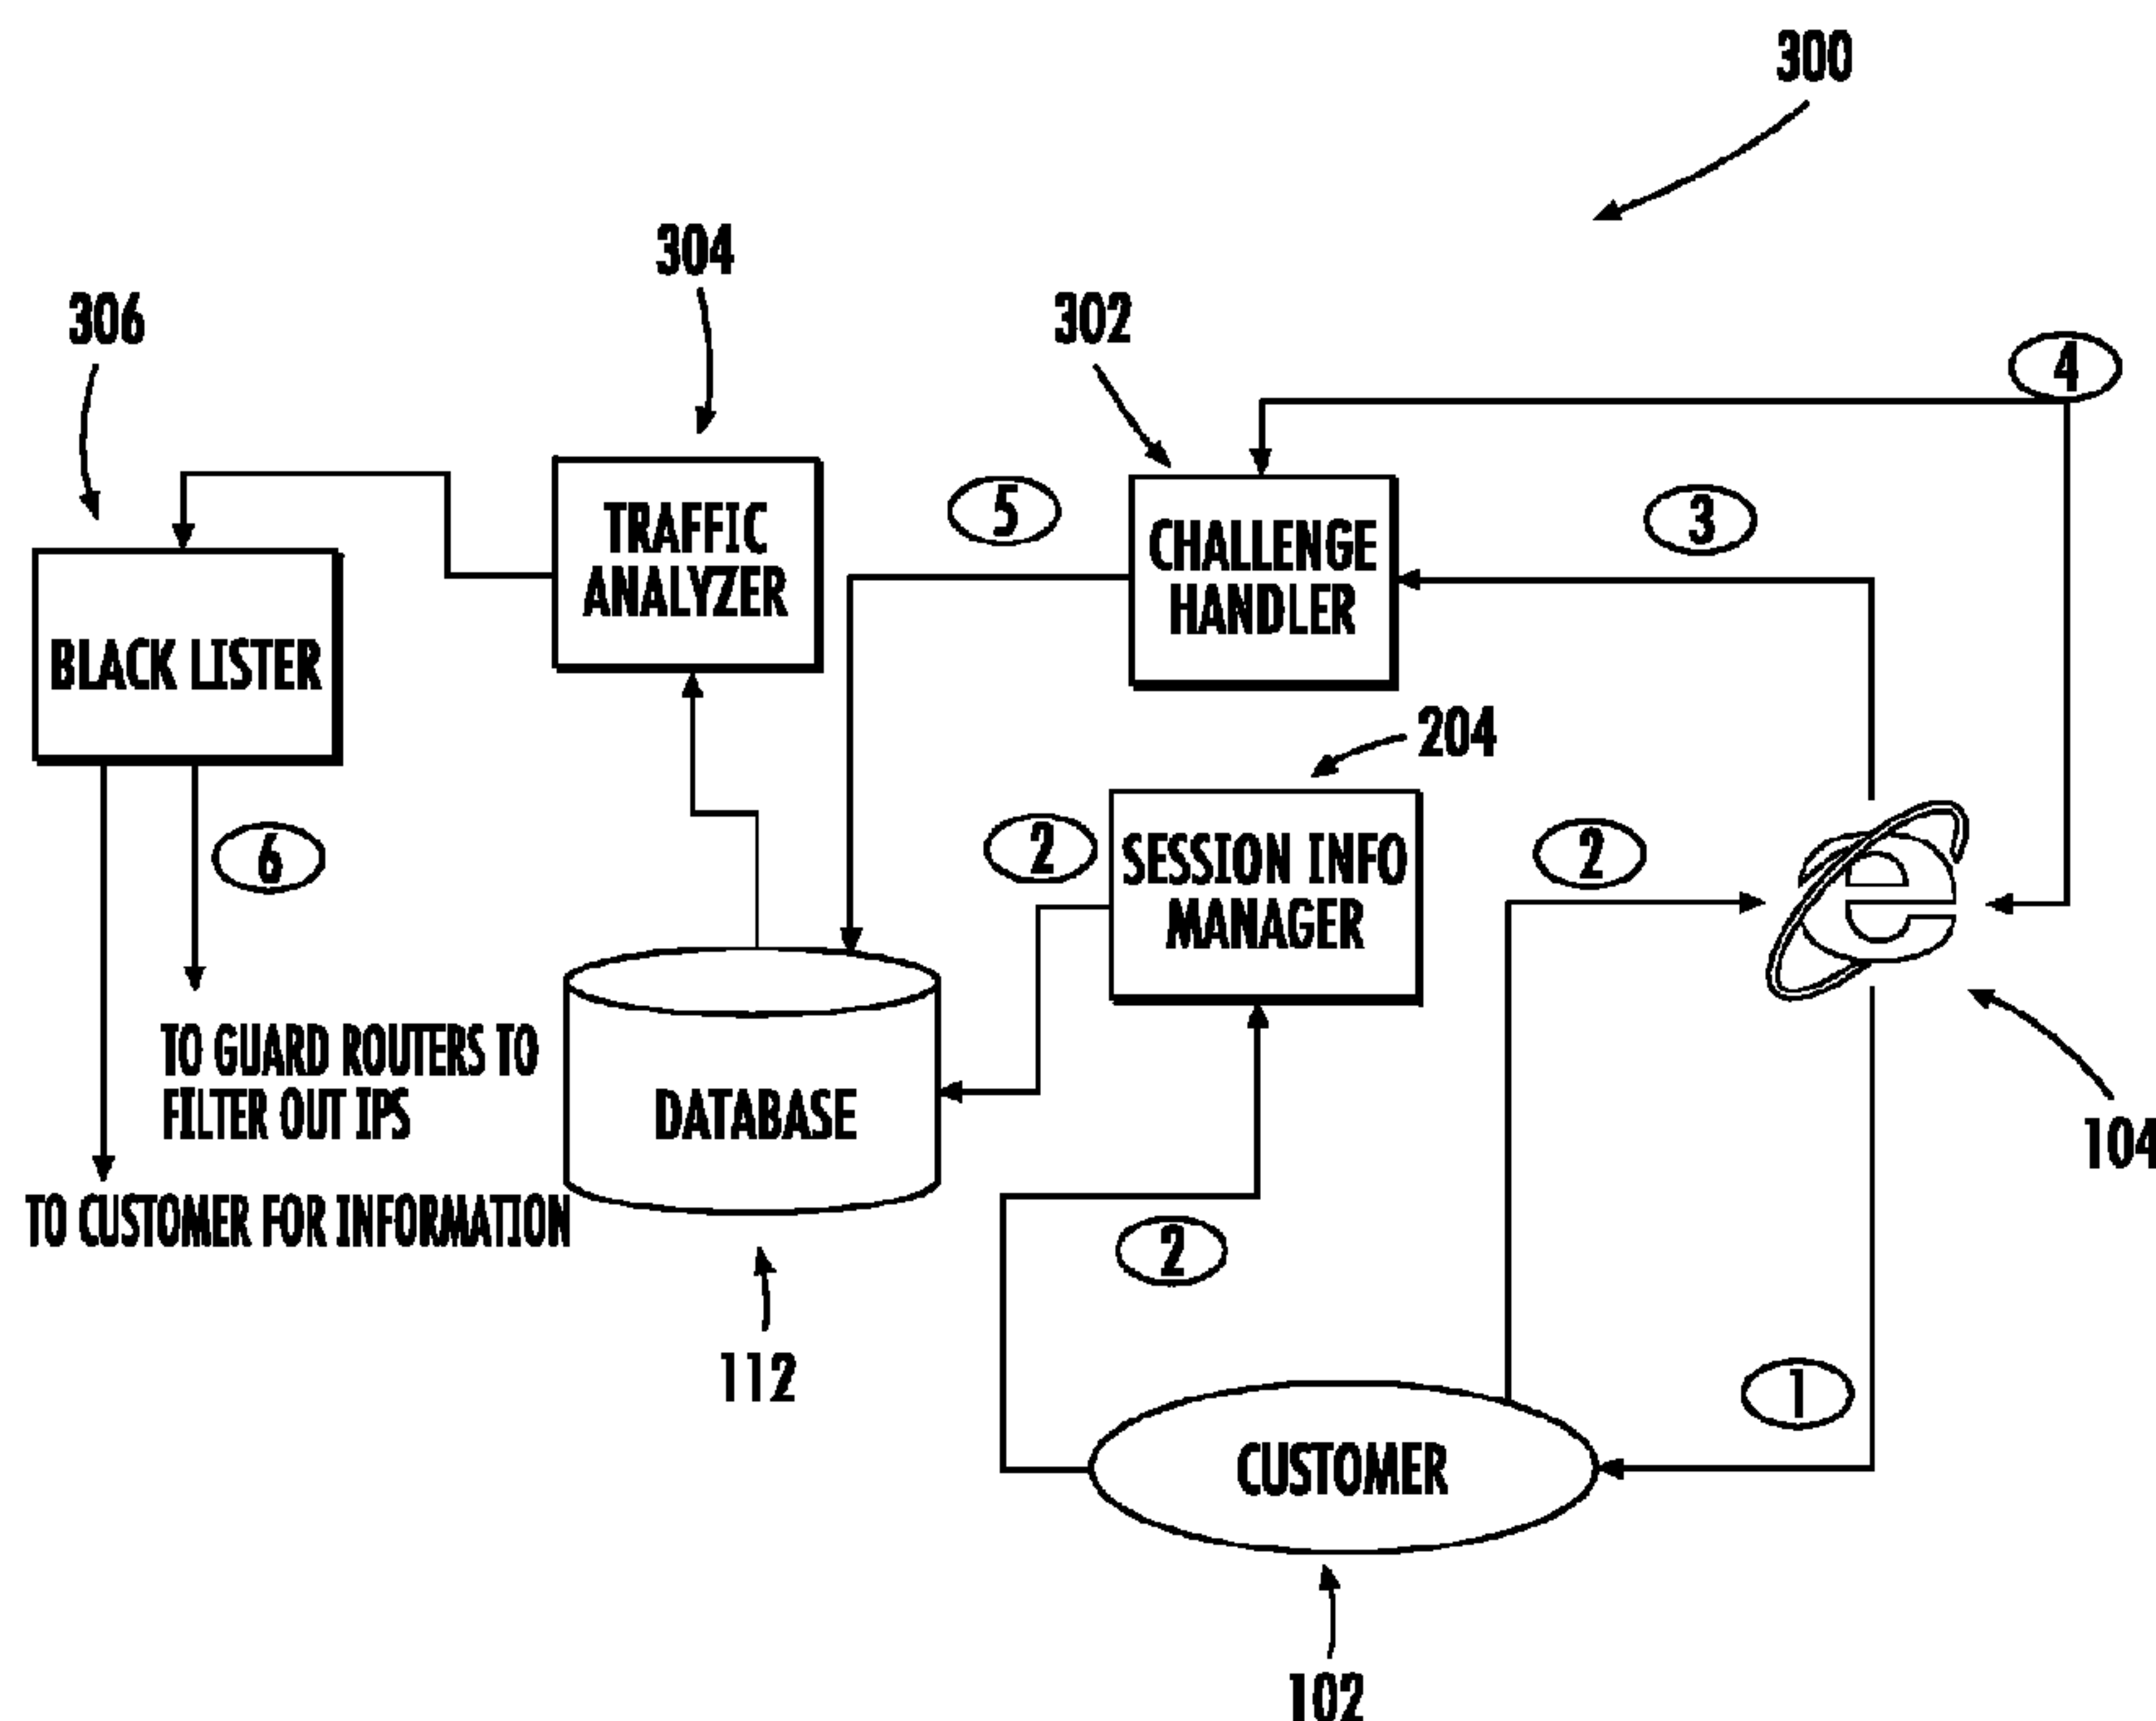 300
304
306
302
4
5
3
TRAFFIC
ANALYZER
CHALLENGE
HANDLER
BLACK LISTER
204
6
2
SESSION INFO
MANAGER
2
e
TO GUARD ROUTERS TO
FILTER OUT IPS
DATABASE
104
TO CUSTOMER FOR INFORMATION
2
112
1
CUSTOMER
102